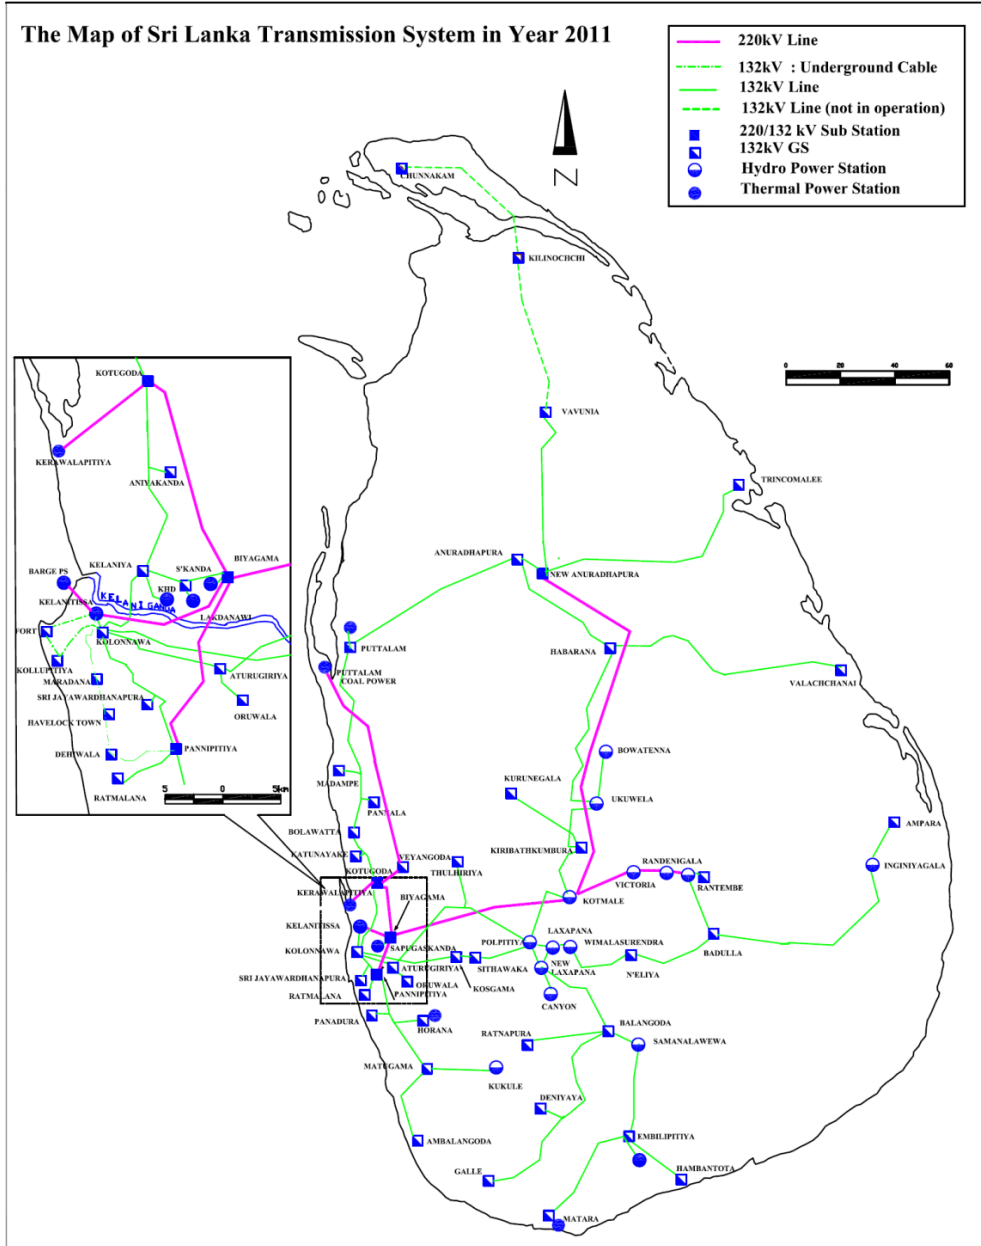 The Map of Sri Lanka Transmission System in Year 2011
220kV Line
132kV : Underground Cable
132kV Line
132kV Line (not in operation)
220/132 kV Sub Station
132kV GS
Hydro Power Station
Thermal Power Station
N
CHUNNAKAM
KILINOCHCHI
0 20 40 60
VAVUNIA
TRINCOMALEE
ANURADHAPURA
NEW ANURADHAPURA
HABARANA
VALACHCHANAI
PUTTALAM
PUTTALAM
COAL POWER
BOWATENNA
UKUWELA
KURUNEGALA
MADAMPE
PANNALA
BOLAWATTA
KATUNAYAKE
VEYANGODA
THULHIRIYA
KIRIBATHKUMBURA
AMPARA
INGINIYAGALA
KOTUGODA
KERAWALAPITIYA
BIYAGAMA
KOTMALE
VICTORIA
RANDENIGALA
RANTEMBE
KELANITISSA
KOLONNAWA
SAPUGASKANDA
POLPITIYA
LAXAPANA
WIMALASURENDRA
BADULLA
N'ELIYA
NEW
LAXAPANA
SITHAWAKA
KOSGAMA
ATURUGIRIYA
ORUWALA
PANNIPITIYA
SRI JAYAWARDHANAPURA
RATMALANA
CANYON
PANADURA
HORANA
RATNAPURA
BALANGODA
SAMANALAWEWA
MATUGAMA
KUKULE
DENIYAYA
AMBALANGODA
EMBILIPITIYA
GALLE
HAMBANTOTA
MATARA
KOTUGODA
KERAWALAPITIYA
ANIYAKANDA
KELANIYA
S'KANDA
BIYAGAMA
BARGE PS
KHD
KELANITISSA
KELANI GANDA
LAKDANAWI
FORT
KOLONNAWA
KOLLUPITIYA
MARADANA
ATURUGIRIYA
SRI JAYAWARDHANAPURA
ORUWALA
HAVELOCK TOWN
DEHIWALA
PANNIPITIYA
RATMALANA
5 0 5km